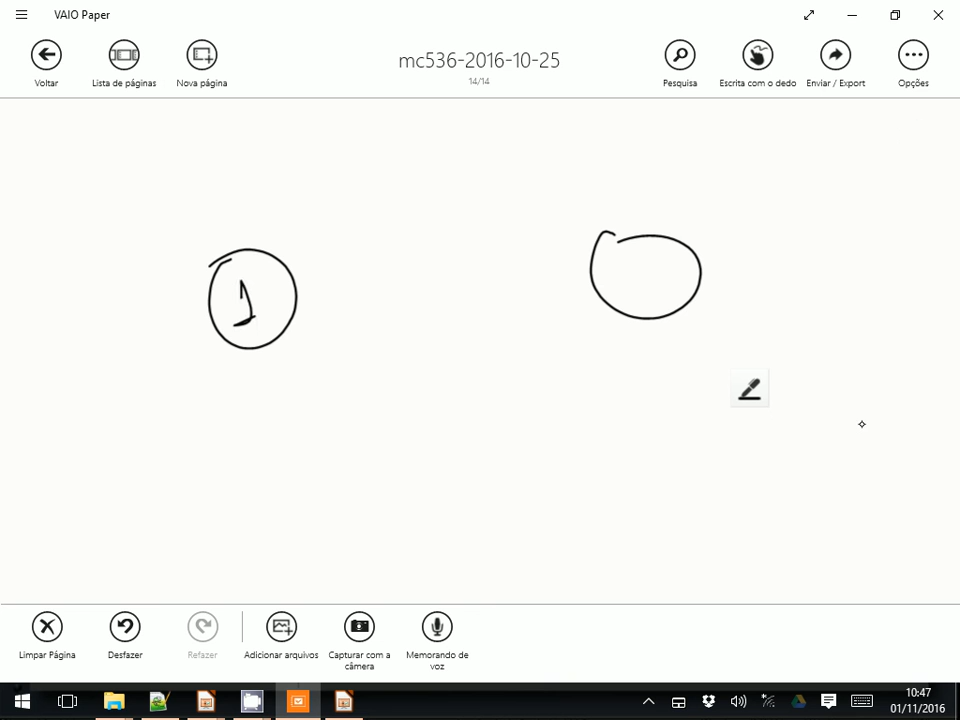 VAIO Paper
Voltar
Lista de páginas
Nova página
mc536-2016-10-25
14/14
Pesquisa
Escrita com o dedo
Enviar / Export
Opções
1
Limpar Página
Desfazer
Refazer
Adicionar arquivos
Capturar com a
câmera
Memorando de
voz
10:47
01/11/2016